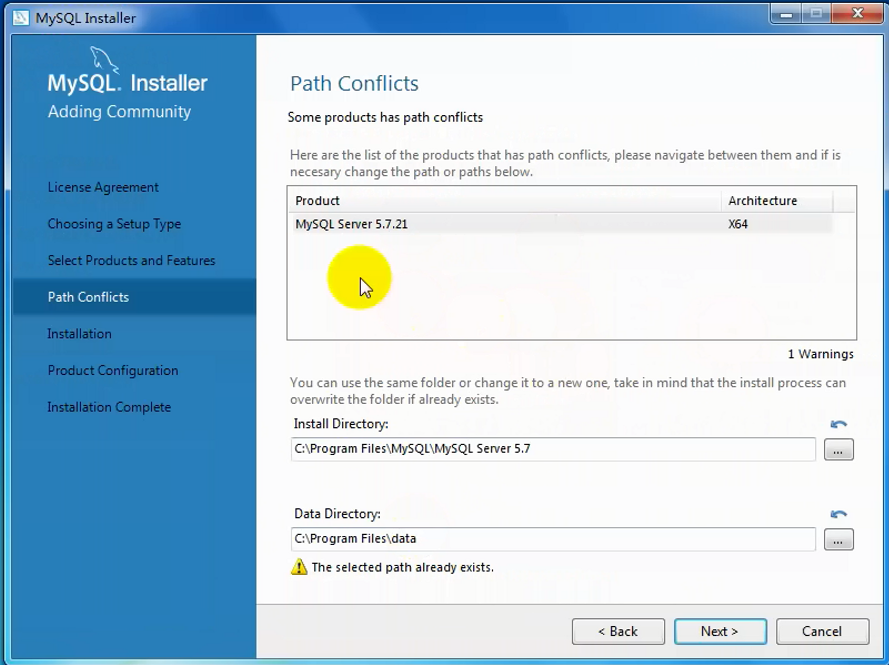 MySQL Installer
MySQL. Installer
Adding Community
License Agreement
Choosing a Setup Type
Select Products and Features
Path Conflicts
Installation
Product Configuration
Installation Complete
Path Conflicts
Some products has path conflicts
Here are the list of the products that has path conflicts, please navigate between them and if is
necesary change the path or paths below.
Product Architecture
MySQL Server 5.7.21 X64
1 Warnings
You can use the same folder or change it to a new one, take in mind that the install process can
overwrite the folder if already exists.
Install Directory:
C:\Program Files\MySQL\MySQL Server 5.7
...
Data Directory:
C:\Program Files\data
...
The selected path already exists.
< Back Next > Cancel